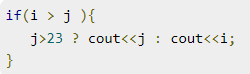 if(i > j ){
   j>23 ? cout<<j : cout<<i;
}